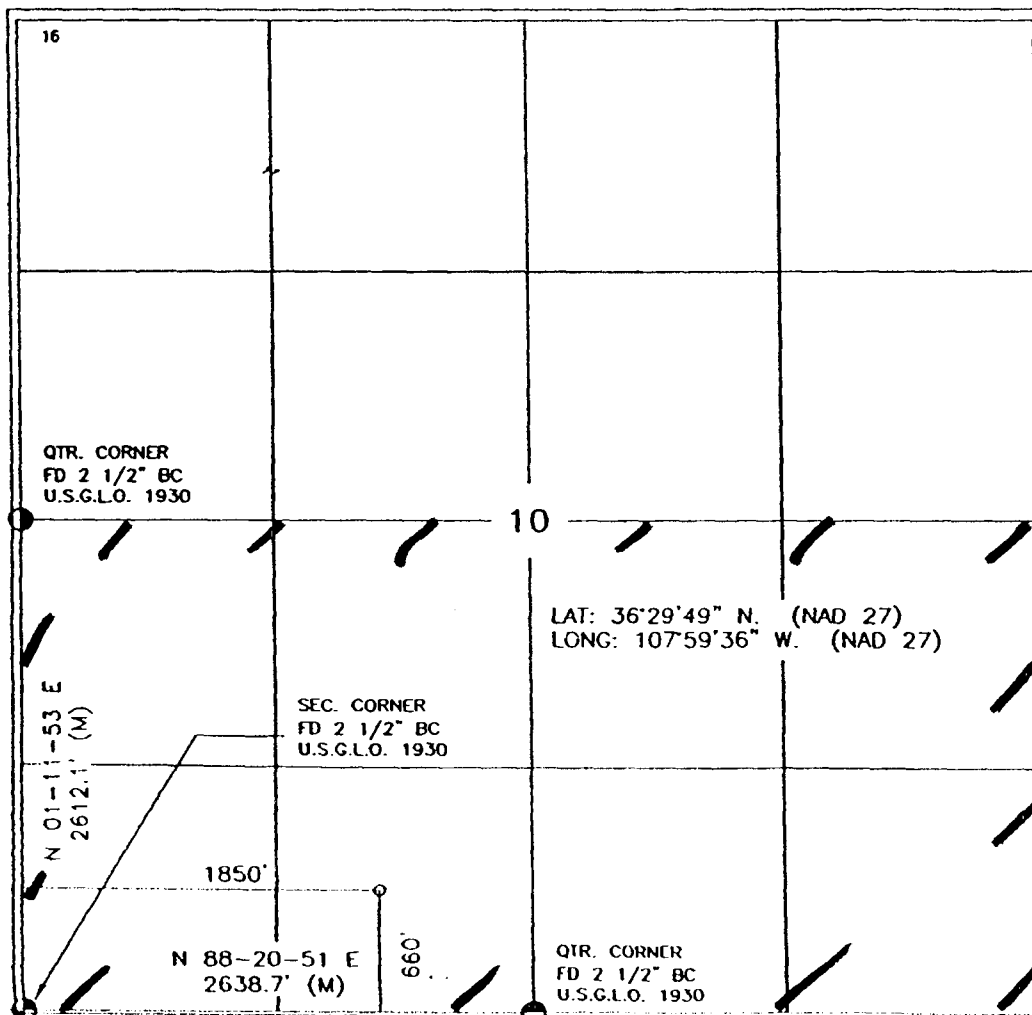 16
QTR. CORNER
FD 2 1/2" BC
U.S.G.L.O. 1930
10
LAT: 36°29'49" N. (NAD 27)
LONG: 107°59'36" W. (NAD 27)
SEC. CORNER
FD 2 1/2" BC
U.S.G.L.O. 1930
N 01-11-53 E
2612.1' (M)
1850'
660'
N 88-20-51 E
2638.7' (M)
QTR. CORNER
FD 2 1/2" BC
U.S.G.L.O. 1930